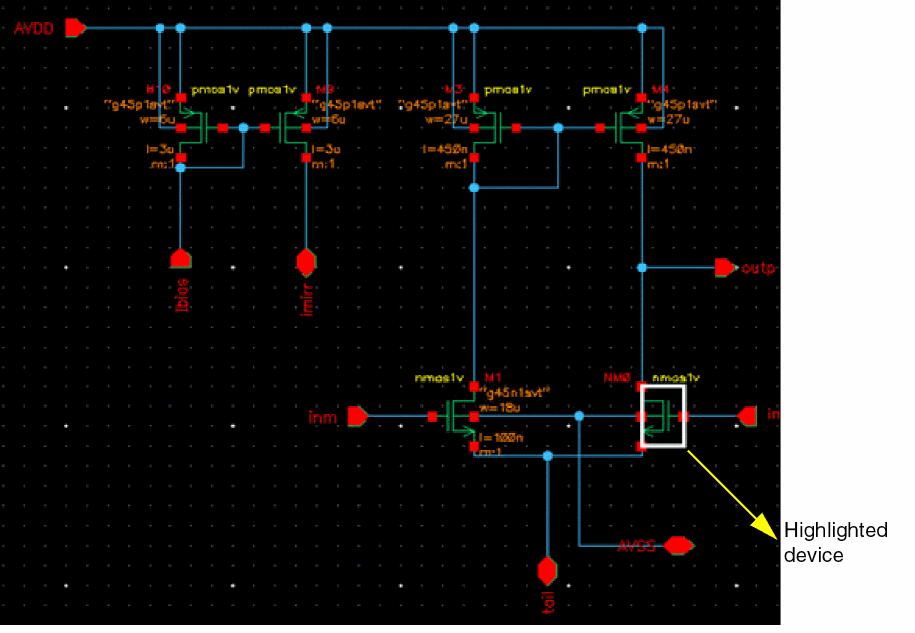 AVDD
M10
pmos1v
pmos1v
M9
M3
pmos1v
pmos1v
M4
"g45p1svt"
"g45p1svt"
"g45p1svt"
"g45p1svt"
w=6u
w=6u
w=27u
w=27u
l=3u
l=3u
l=450n
l=450n
m:1
m:1
m:1
m:1
Ibias
imirr
outp
nmos1v
M1
NM0
nmos1v
"g45n1svt"
w=18u
inm
in
l=100n
m:1
AVSS
tail
Highlighted
device